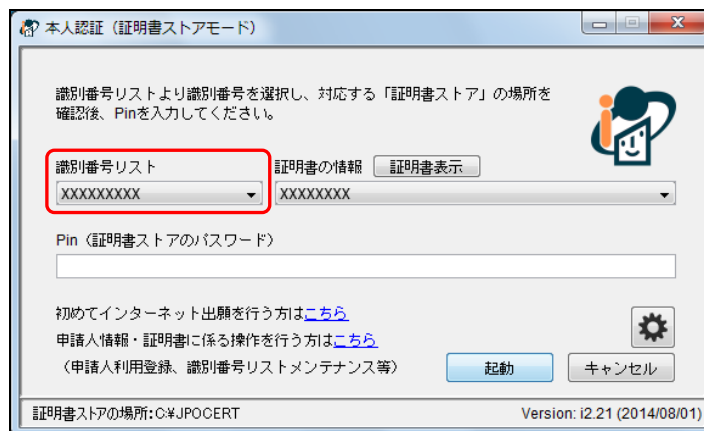 本人認証（証明書ストアモード）
識別番号リストより識別番号を選択し、対応する「証明書ストア」の場所を
確認後、Pinを入力してください。
識別番号リスト
証明書の情報 証明書表示
XXXXXXXXX
XXXXXXXX
Pin（証明書ストアのパスワード）
初めてインターネット出願を行う方はこちら
申請人情報・証明書に係る操作を行う方はこちら
（申請人利用登録、識別番号リストメンテナンス等）
起動
キャンセル
証明書ストアの場所:C:¥JPOCERT
Version: i2.21 (2014/08/01)